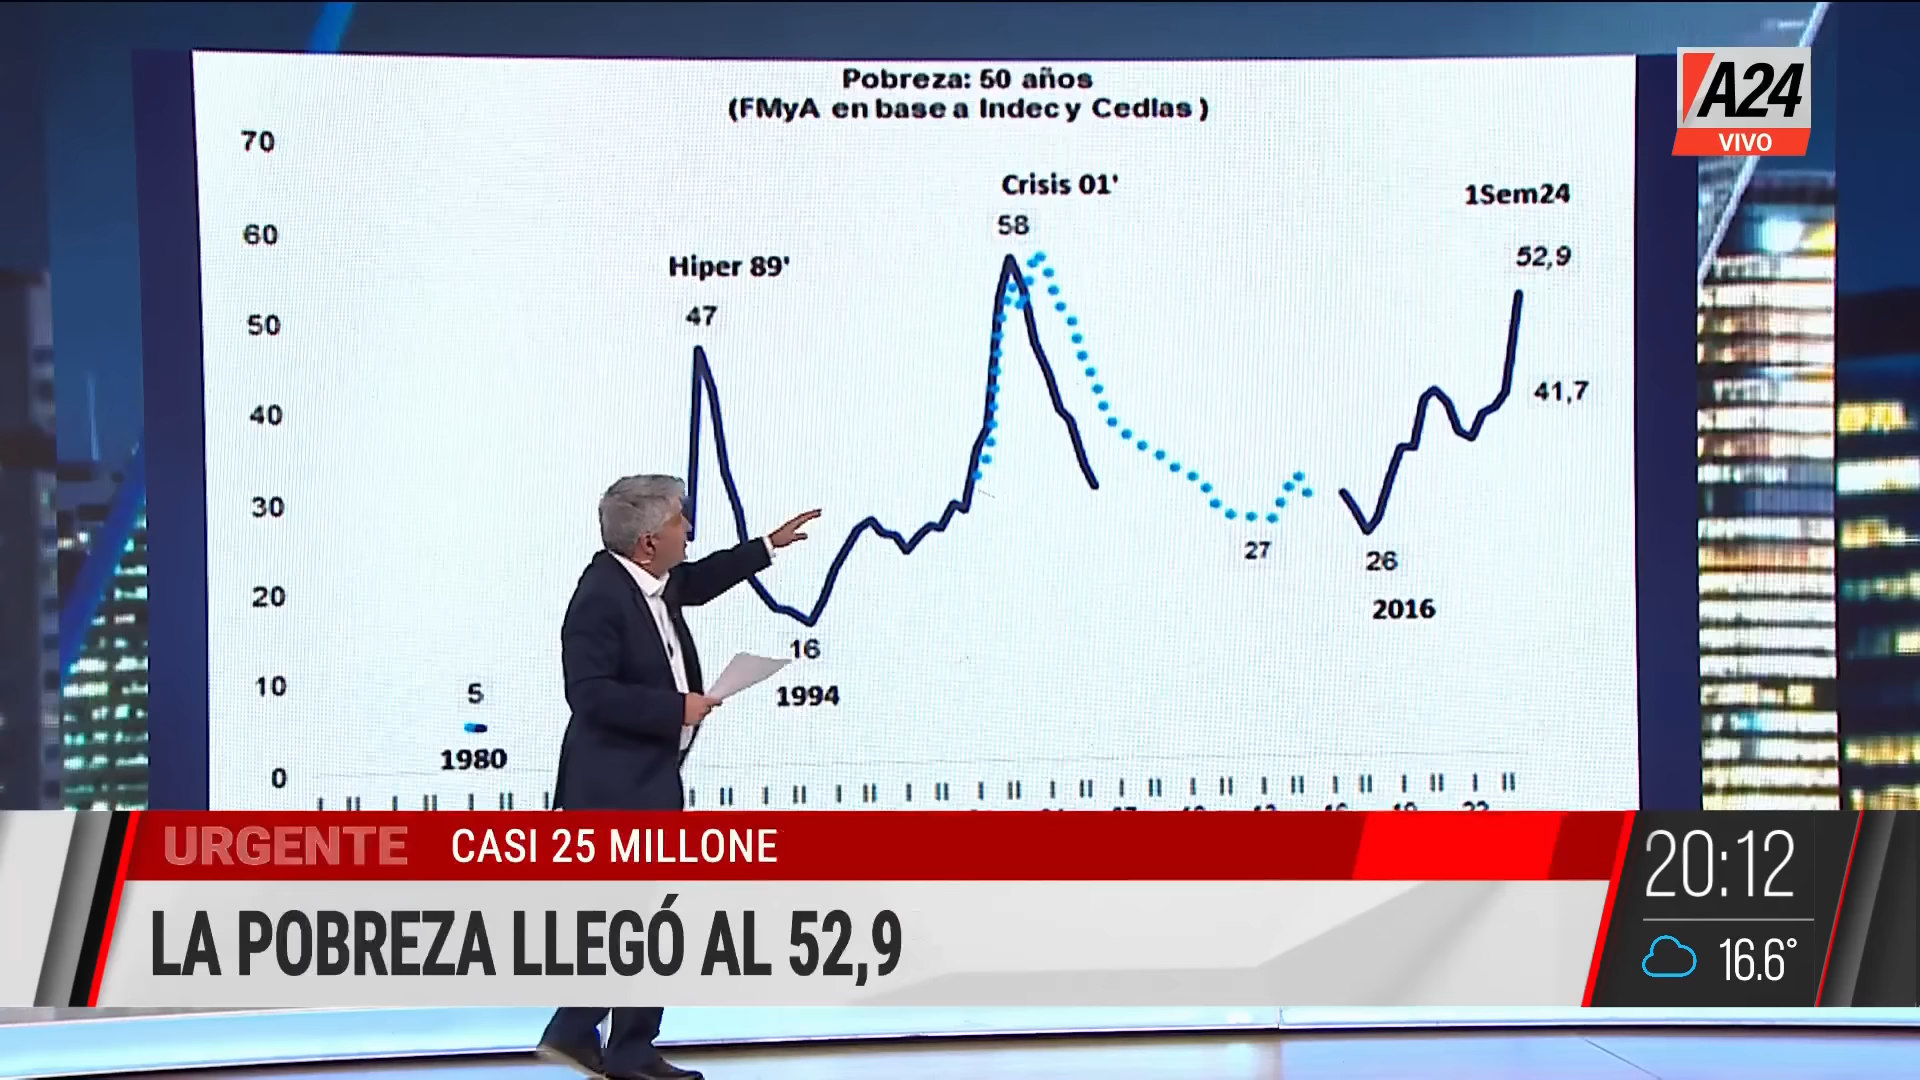 Pobreza: 50 años
(FMyA en base a Indec y Cedlas )
A24
VIVO
70
60
50
40
30
20
10
0
Hiper 89'
47
Crisis 01'
58
1Sem24
52,9
41,7
27
26
2016
16
1994
5
1980
URGENTE CASI 25 MILLONE
LA POBREZA LLEGÓ AL 52,9
20:12
16.6°